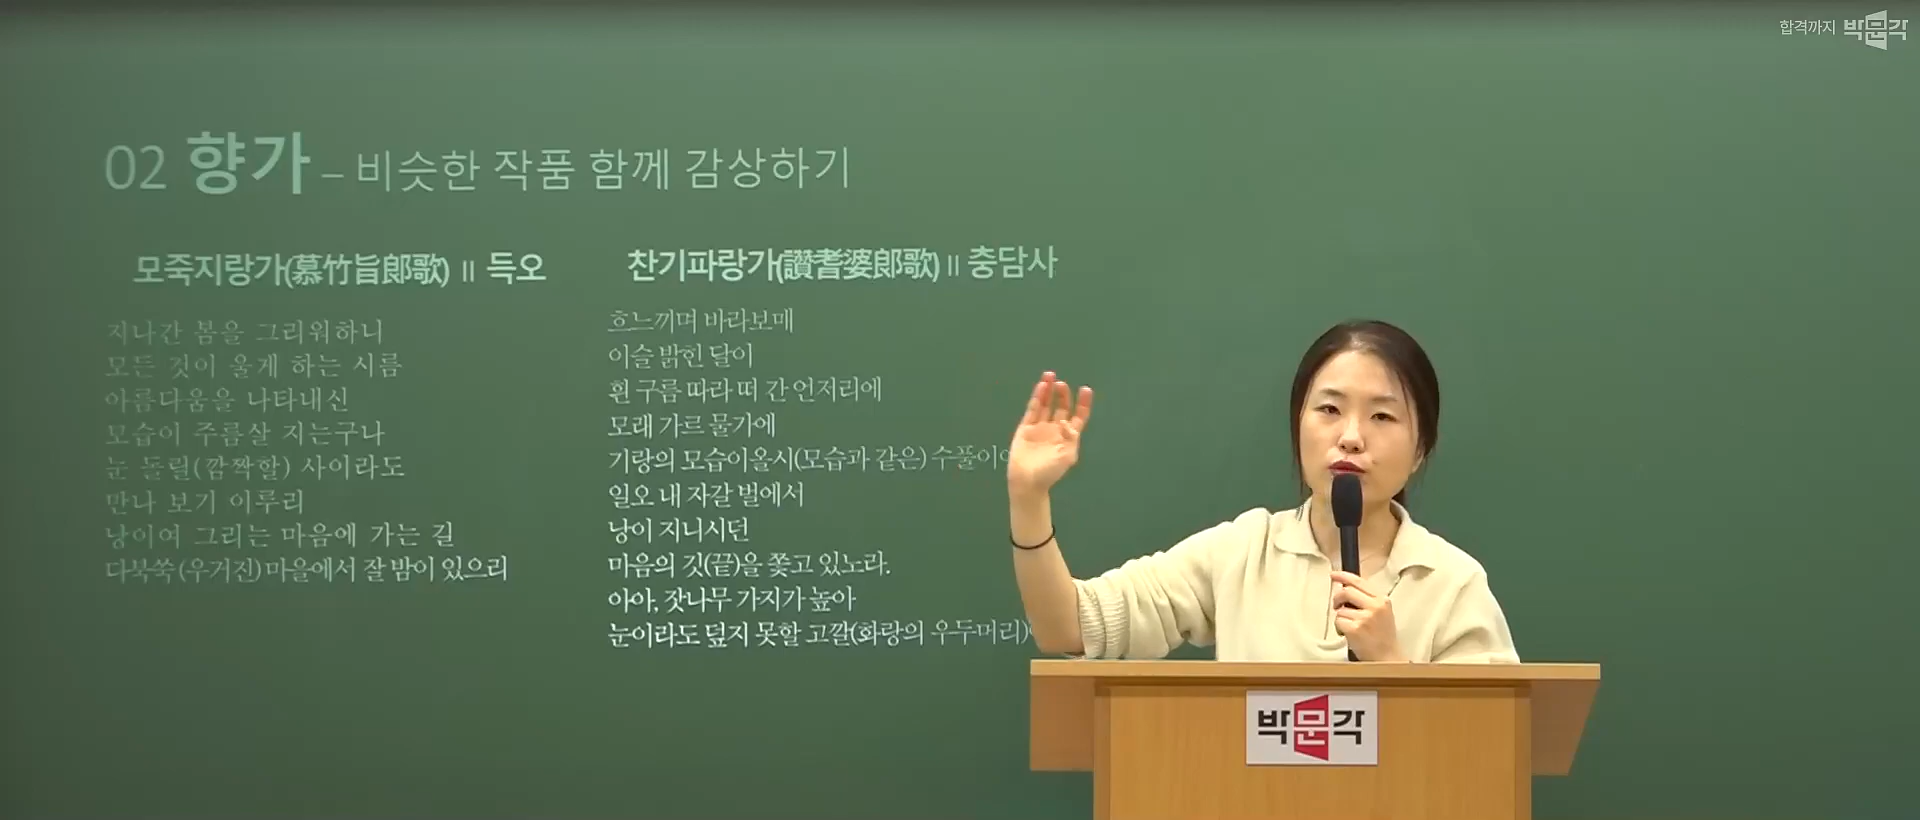 합격까지 박문각
02 향가 – 비슷한 작품 함께 감상하기
모죽지랑가(慕竹旨郞歌) || 득오
지나간 봄을 그리워하니
모든 것이 울게 하는 시름
아름다움을 나타내신
모습이 주름살 지는구나
눈 돌릴(깜짝할) 사이라도
만나 보기 이루리
낭이여 그리는 마음에 가는 길
다북쑥(우거진) 마을에서 잘 밤이 있으리
찬기파랑가(讚耆婆郞歌) || 충담사
흐느끼며 바라보매
이슬 밝힌 달이
흰 구름 따라 떠 간 언저리에
모래 가르 물가에
기랑의 모습이올시(모습과 같은) 수풀이
일오 내 자갈 벌에서
낭이 지니시던
마음의 깃(끝)을 좇고 있노라.
아아, 잣나무 가지가 높아
눈이라도 덮지 못할 고깔(화랑의 우두머리)
박문각